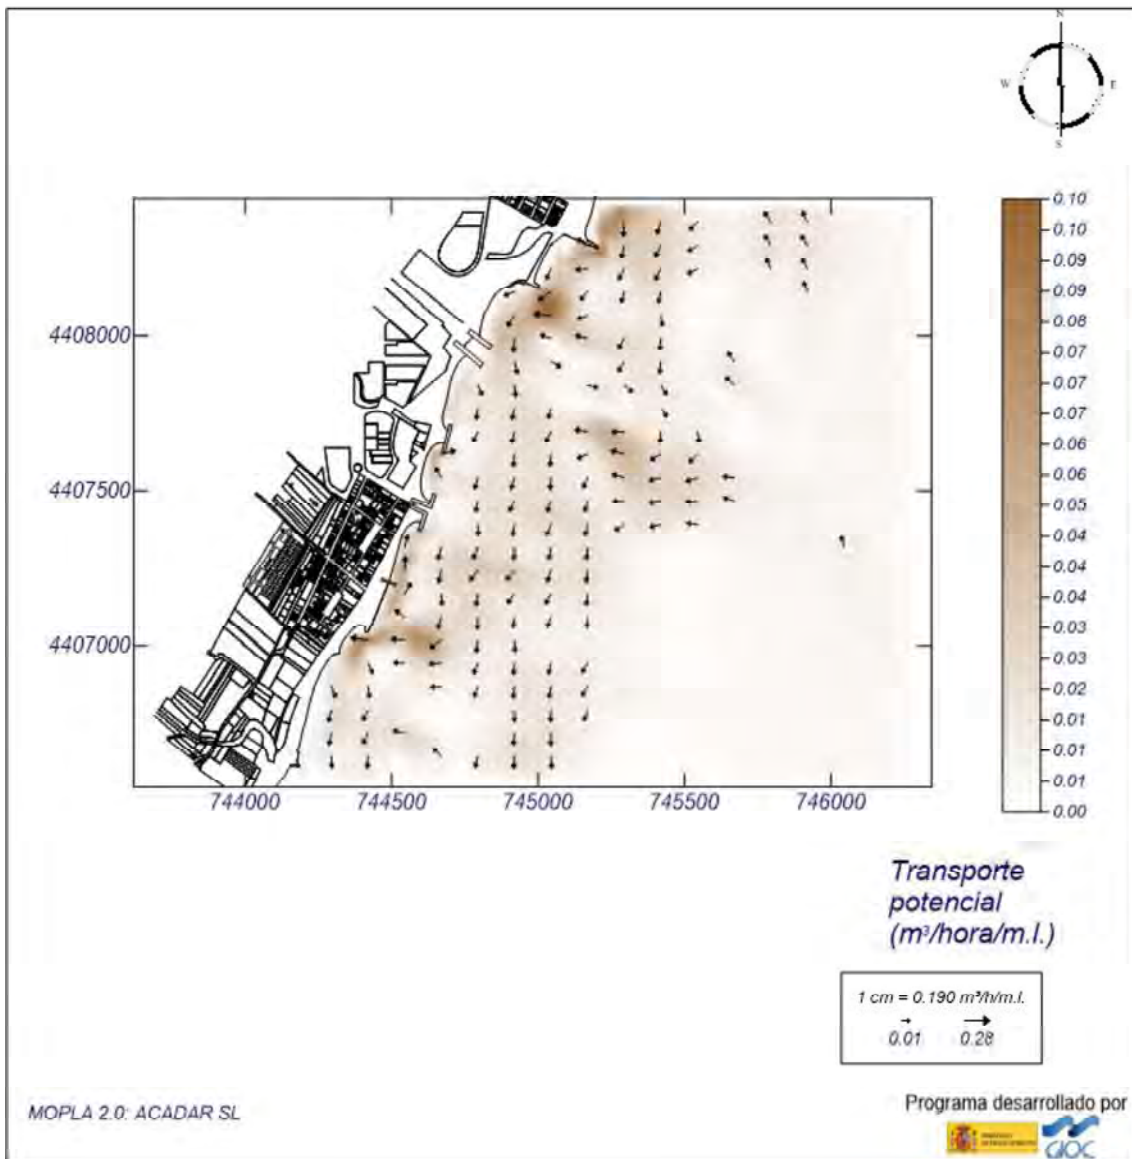 N
W E
S
0.10
0.10
0.09
0.09
0.08
0.07
0.07
0.07
0.06
0.06
0.05
0.04
0.04
0.04
0.03
0.03
0.02
0.01
0.01
0.01
0.00
4408000
4407500
4407000
744000 744500 745000 745500 746000
Transporte
potencial
(m³/hora/m.l.)
1 cm = 0.190 m³/h/m.l.
0.01 0.28
MOPLA 2.0: ACADAR SL
Programa desarrollado por
GIOC